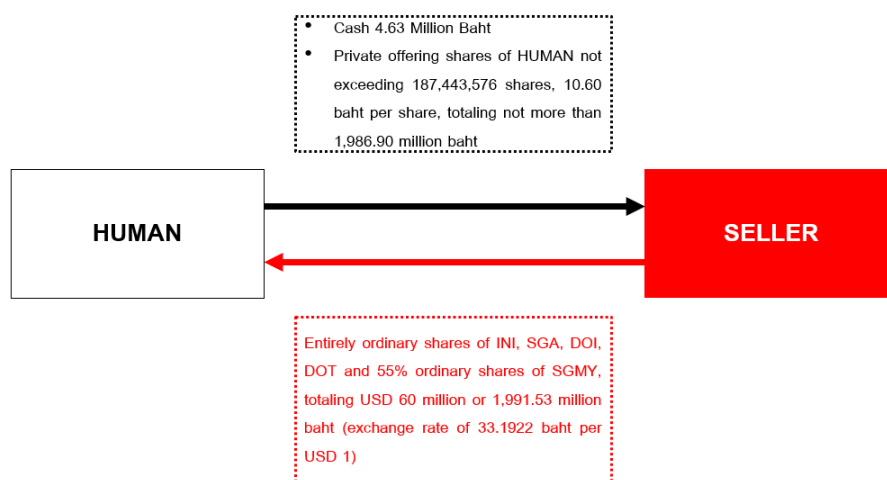 • Cash 4.63 Million Baht
• Private offering shares of HUMAN not
exceeding 187,443,576 shares, 10.60
baht per share, totaling not more than
1,986.90 million baht
HUMAN
SELLER
Entirely ordinary shares of INI, SGA, DOI,
DOT and 55% ordinary shares of SGMY,
totaling USD 60 million or 1,991.53 million
baht (exchange rate of 33.1922 baht per
USD 1)